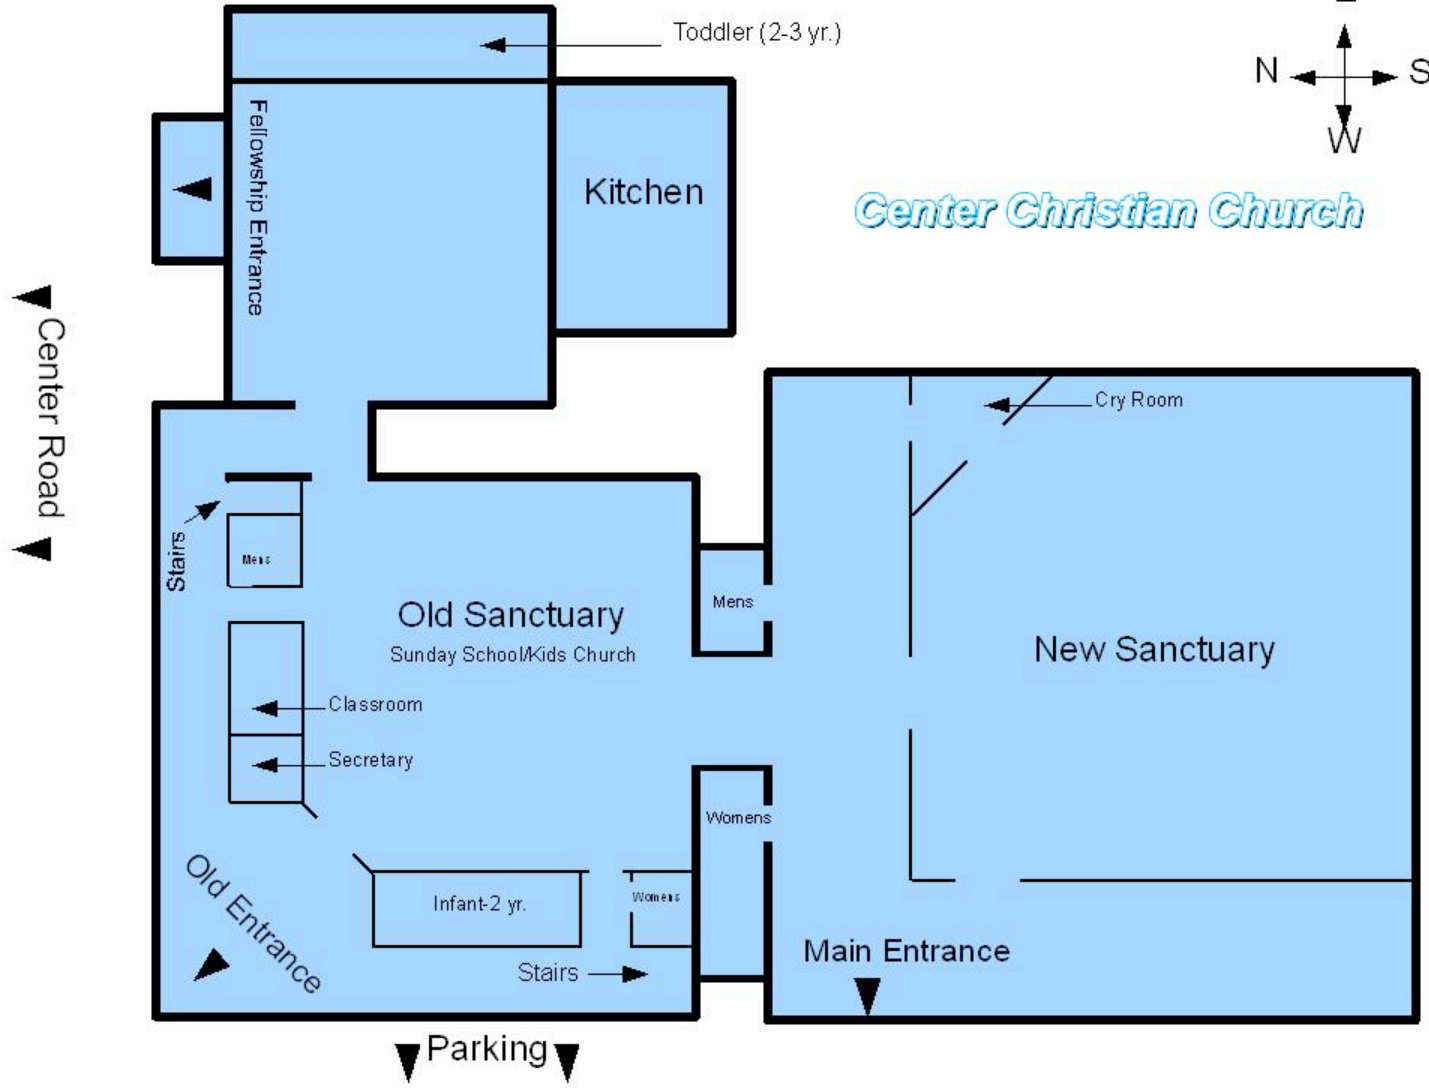 Toddler (2-3 yr.)
N
S
W
Fellowship Entrance
Kitchen
Center Christian Church
Center Road
Cry Room
Stairs
Mens
Old Sanctuary
Sunday School/Kids Church
Mens
New Sanctuary
Classroom
Secretary
Womens
Old Entrance
Infant-2 yr.
Womens
Main Entrance
Stairs
Parking